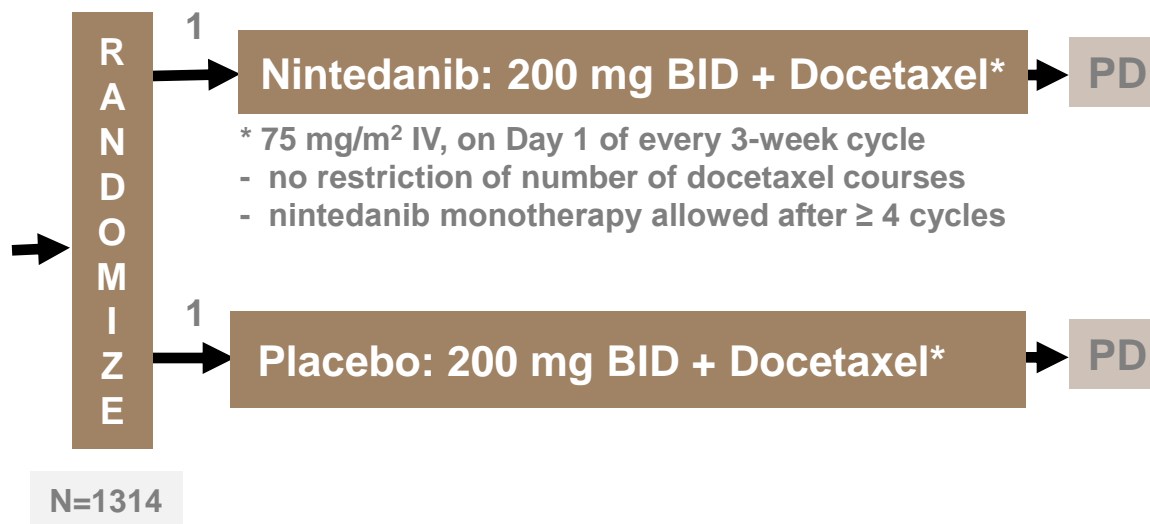 RANDOMIZE
1
Nintedanib: 200 mg BID + Docetaxel*
PD
* 75 mg/m² IV, on Day 1 of every 3-week cycle
- no restriction of number of docetaxel courses
- nintedanib monotherapy allowed after ≥ 4 cycles
1
Placebo: 200 mg BID + Docetaxel*
PD
N=1314